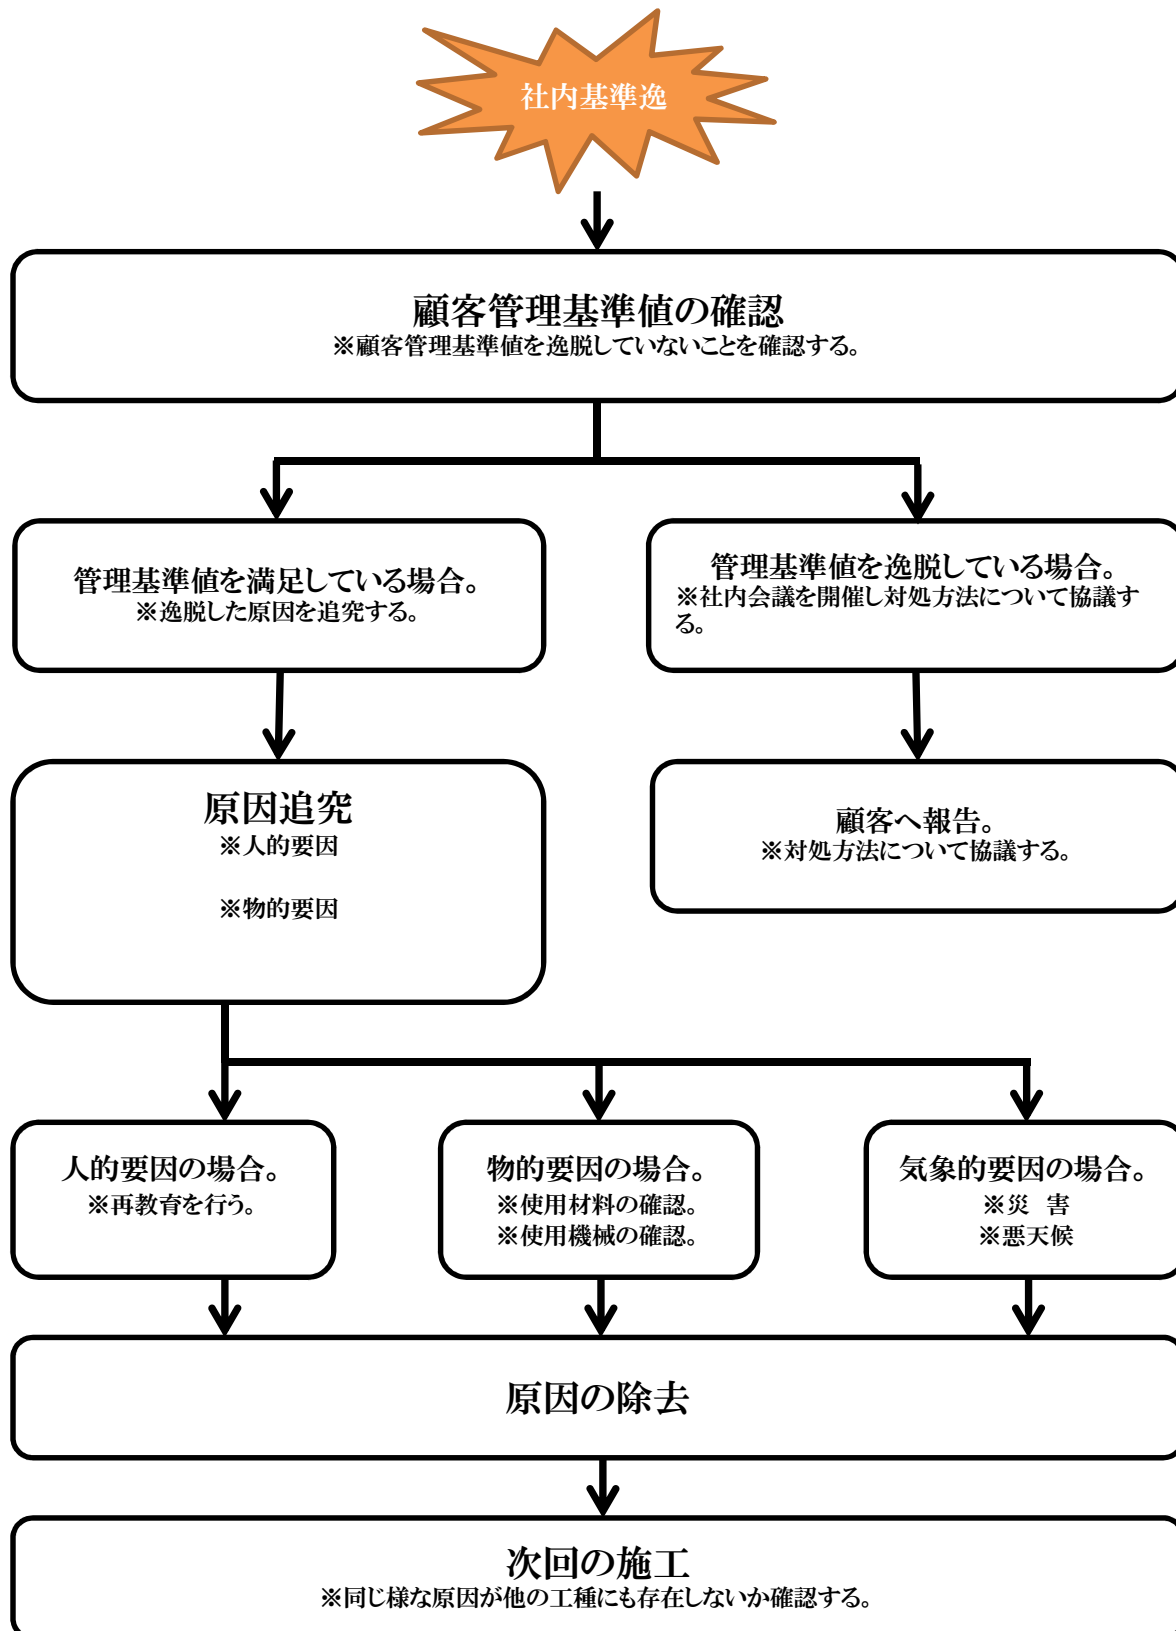 社内基準逸
顧客管理基準値の確認
※顧客管理基準値を逸脱していないことを確認する。
管理基準値を満足している場合。
※逸脱した原因を追究する。
管理基準値を逸脱している場合。
※社内会議を開催し対処方法について協議す
る。
原因追究
※人的要因
※物的要因
顧客へ報告。
※対処方法について協議する。
人的要因の場合。
※再教育を行う。
物的要因の場合。
※使用材料の確認。
※使用機械の確認。
気象的要因の場合。
※災　害
※悪天候
原因の除去
次回の施工
※同じ様な原因が他の工種にも存在しないか確認する。